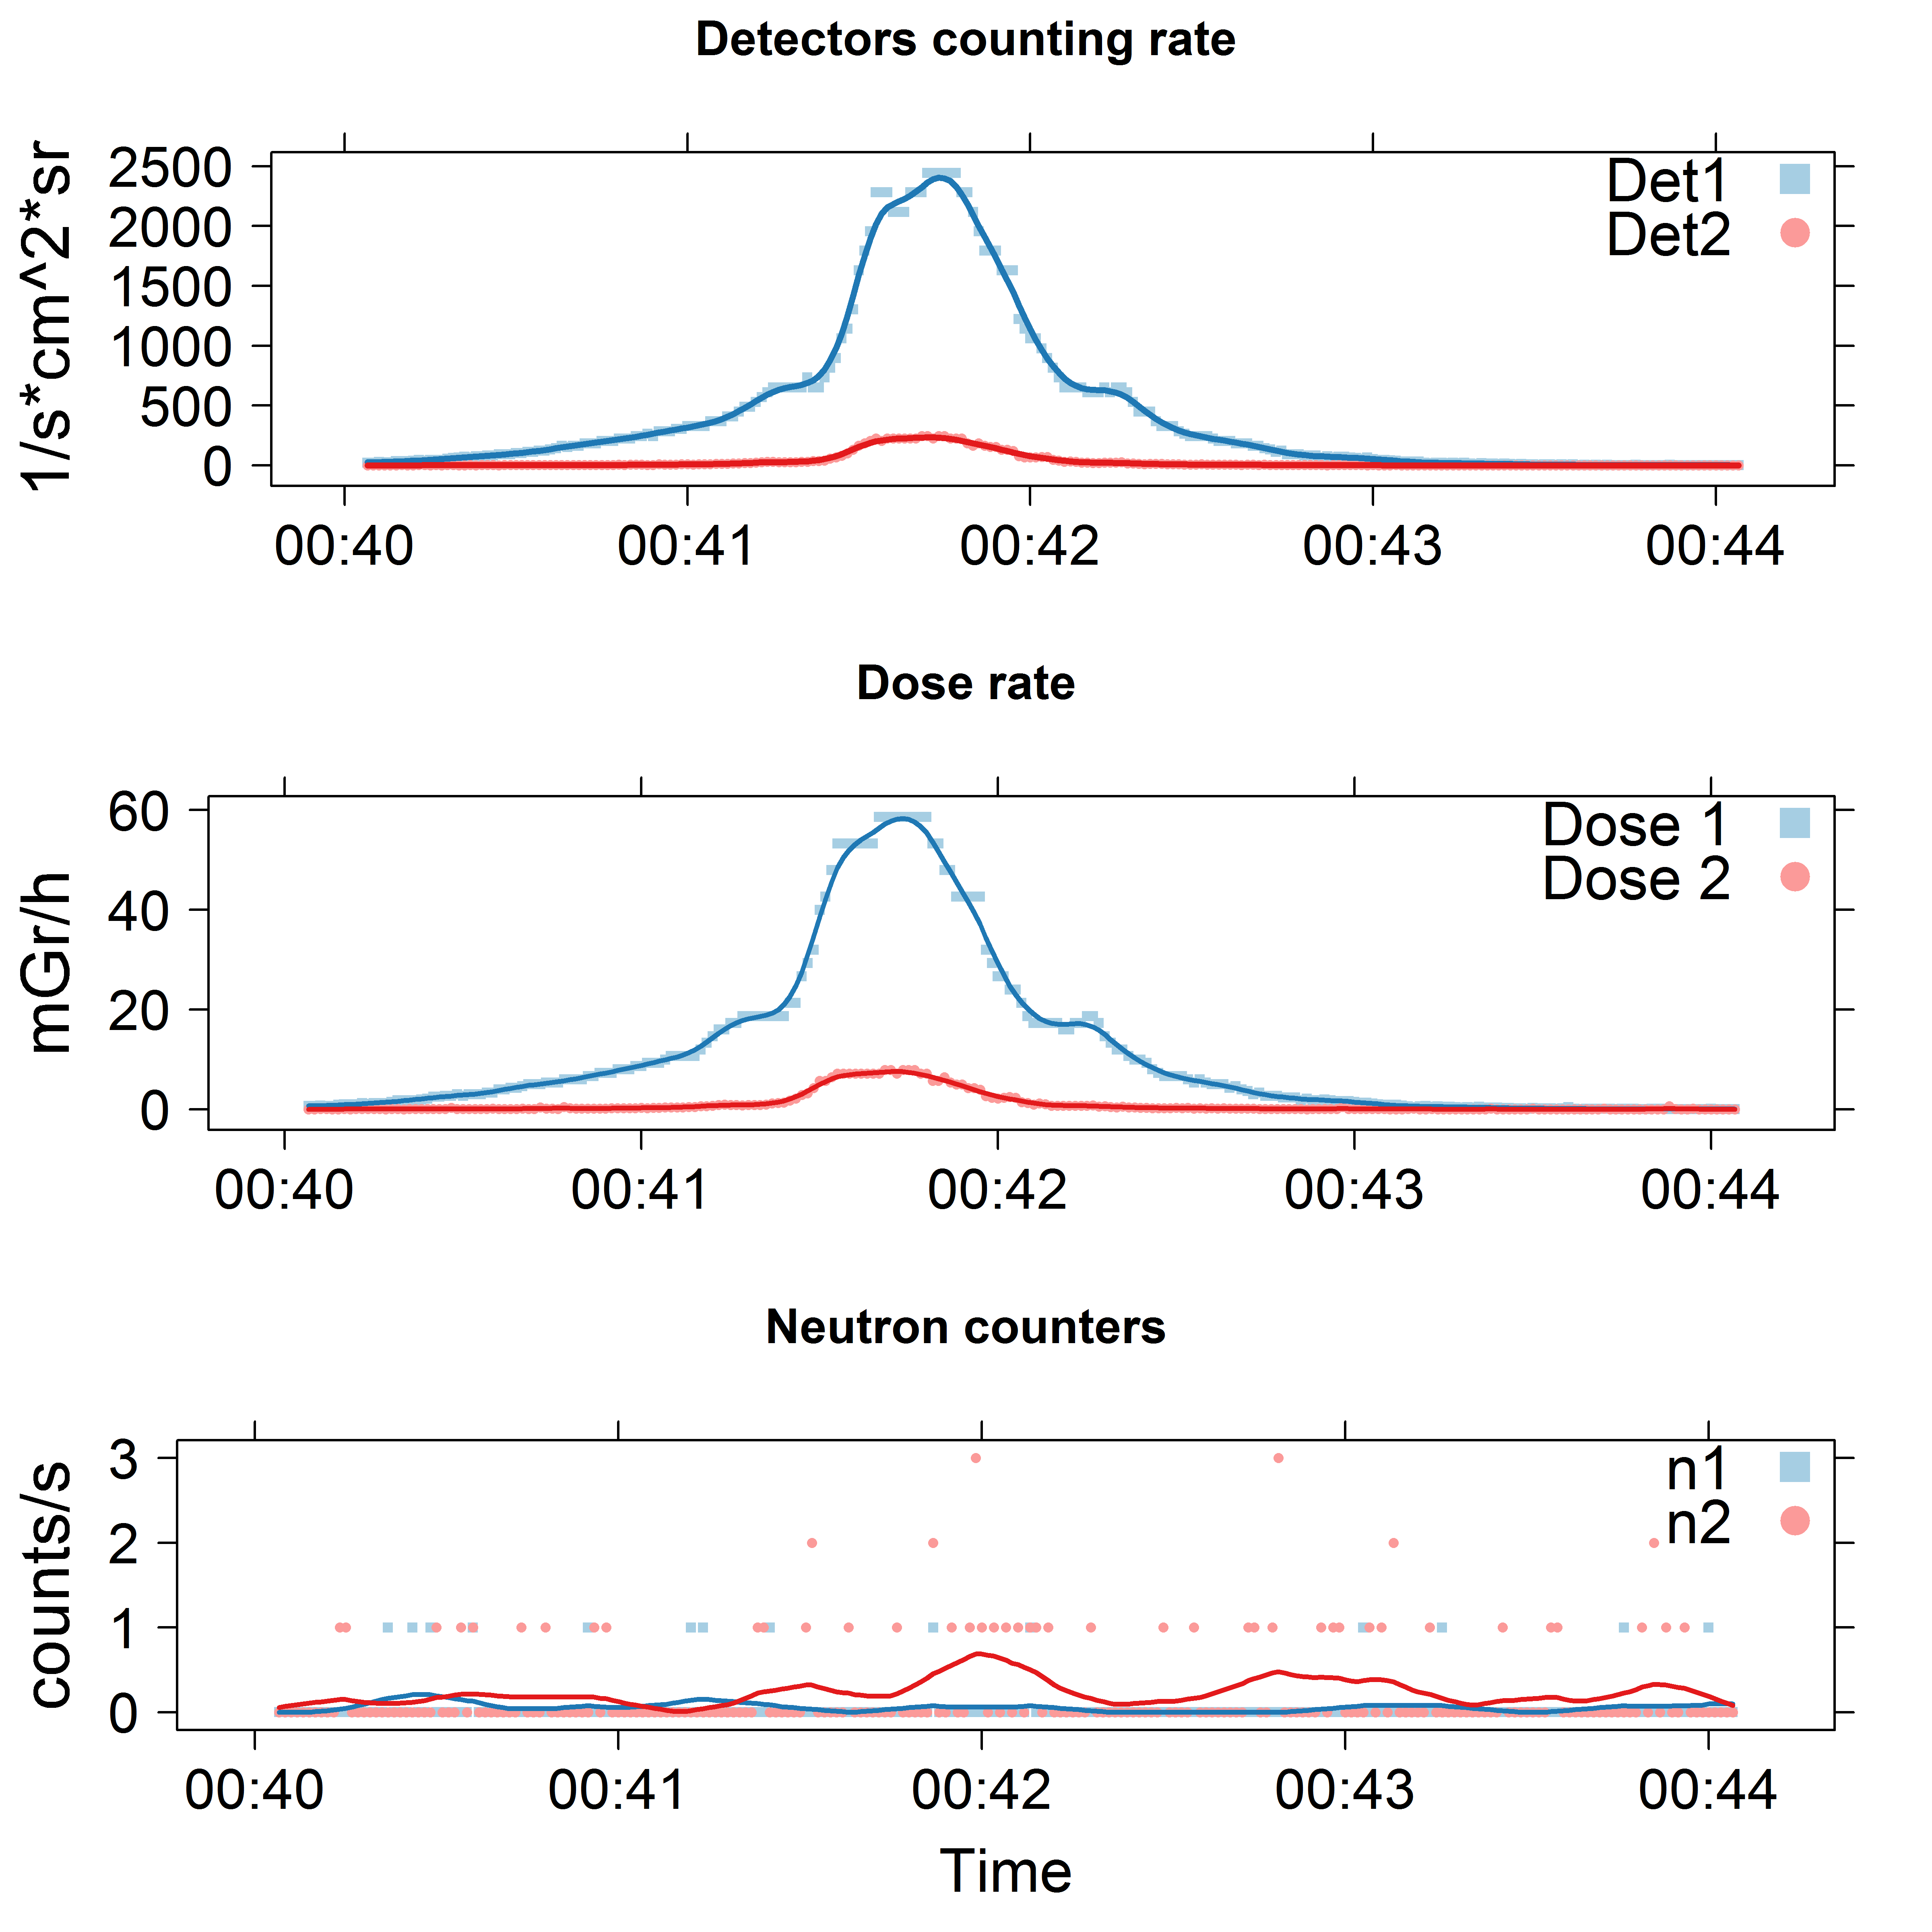 Detectors counting rate
1/s*cm^2*sr
2500
2000
1500
1000
500
0
Det1
Det2
00:40 00:41 00:42 00:43 00:44
Dose rate
mGr/h
60
40
20
0
Dose 1
Dose 2
00:40 00:41 00:42 00:43 00:44
Neutron counters
counts/s
3
2
1
0
n1
n2
00:40 00:41 00:42 00:43 00:44
Time